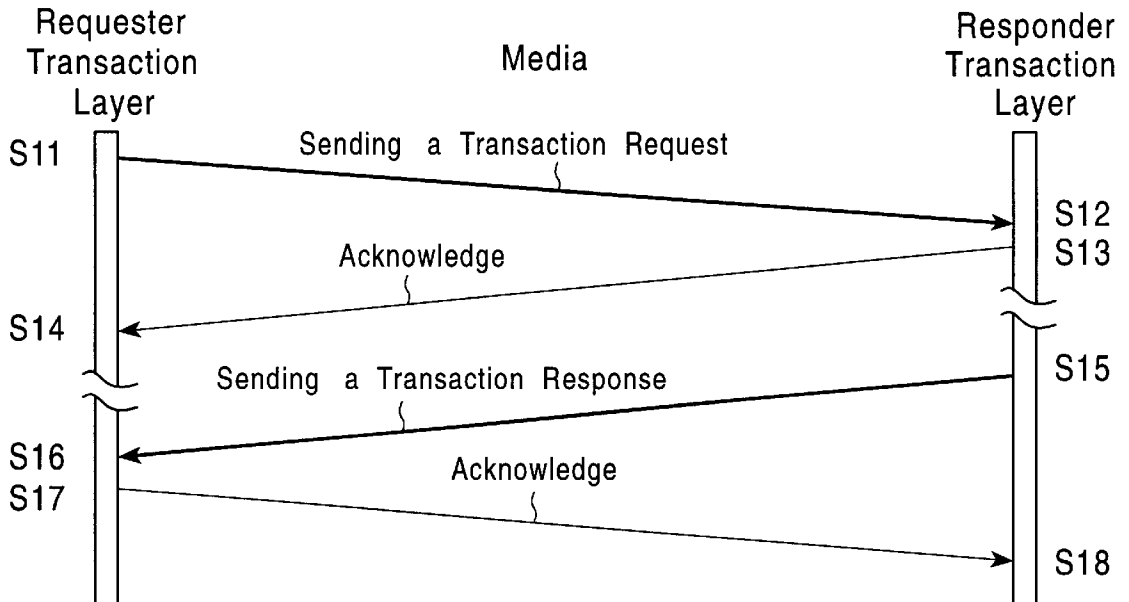 Requester
Transaction
Layer
Media
Responder
Transaction
Layer
S11
Sending a Transaction Request
S12
Acknowledge
S13
S14
Sending a Transaction Response
S15
S16
Acknowledge
S17
S18